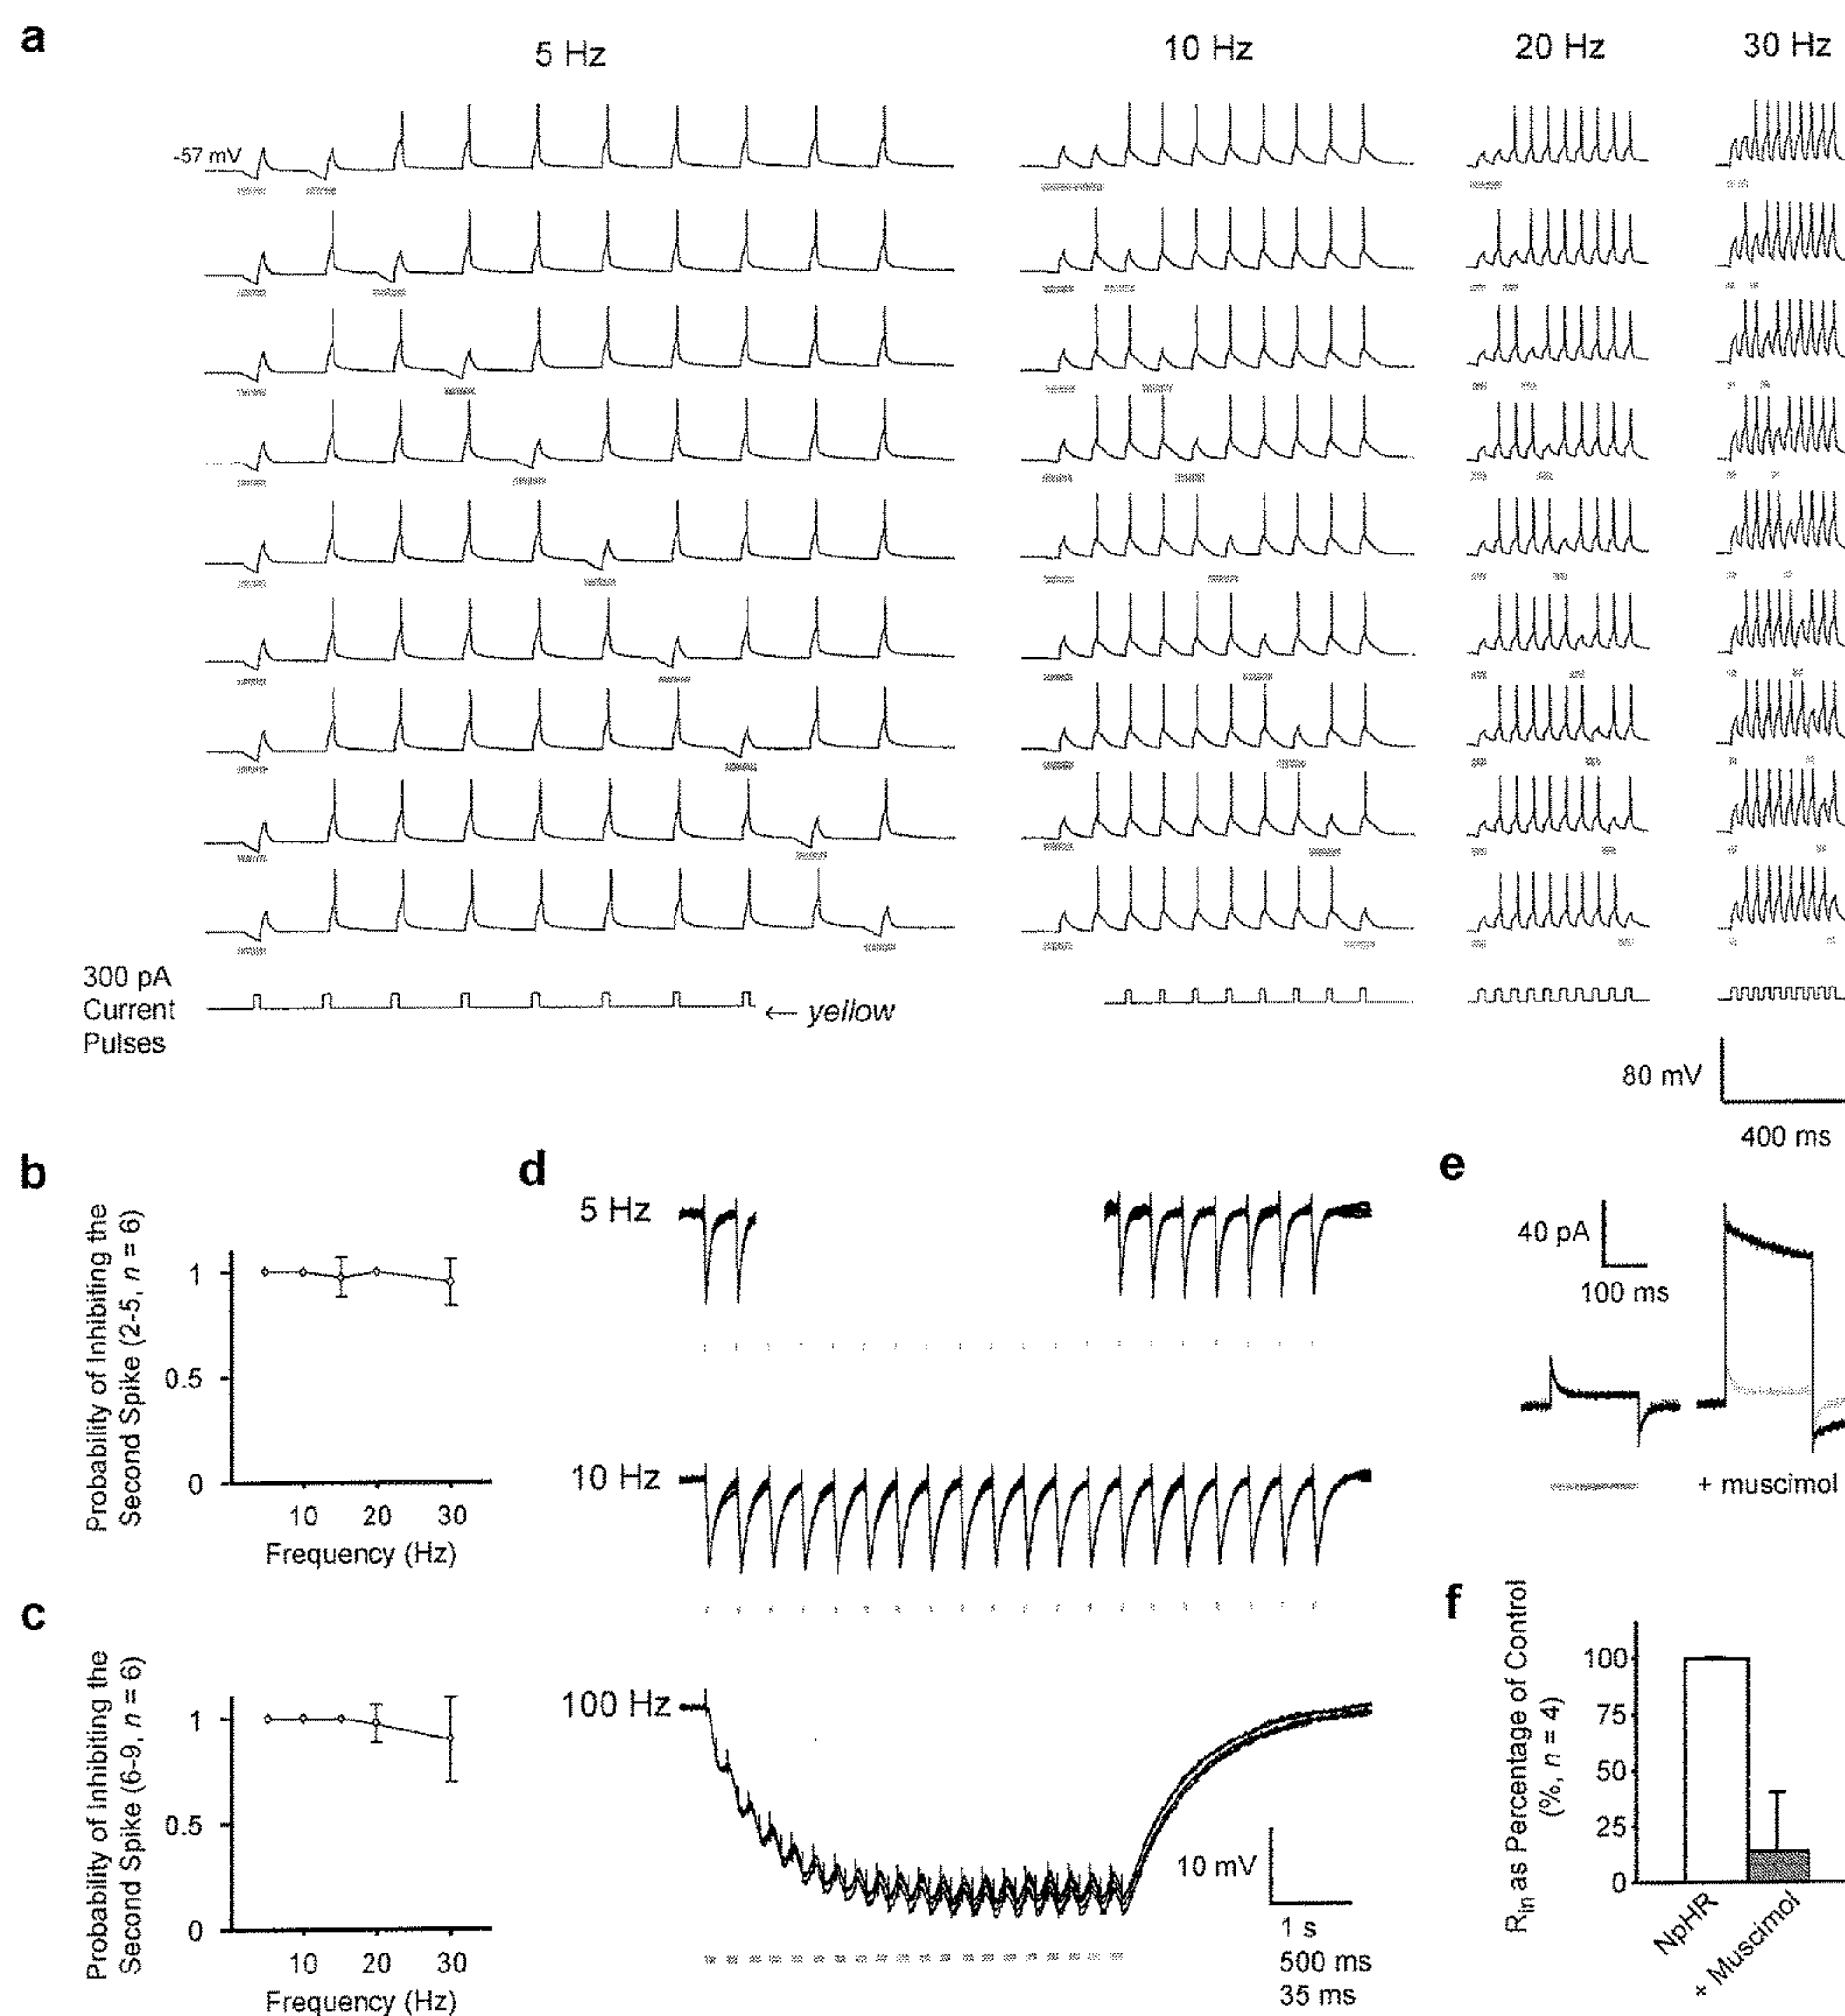 a
5 Hz
10 Hz
20 Hz
30 Hz
-57 mV
300 pA
Current
Pulses
← yellow
80 mV
400 ms
b
Probability of Inhibiting the
Second Spike (2-5, n = 6)
1
0.5
0
10 20 30
Frequency (Hz)
c
Probability of Inhibiting the
Second Spike (6-9, n = 6)
1
0.5
0
10 20 30
Frequency (Hz)
d
5 Hz
10 Hz
100 Hz
10 mV
1 s
500 ms
35 ms
e
40 pA
100 ms
+ muscimol
f
Rin as Percentage of Control
(%, n = 4)
100
75
50
25
0
NpHR
+ Muscimol